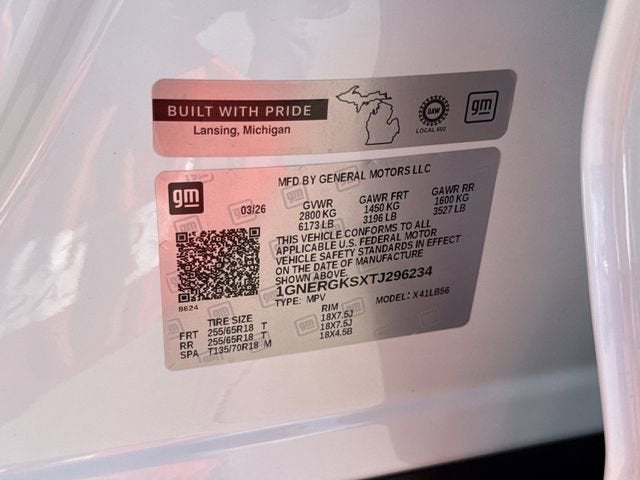 BUILT WITH PRIDE
Lansing, Michigan
UAW
LOCAL 602
gm
gm
MFD BY GENERAL MOTORS LLC
03/26
GVWR
2800 KG
6173 LB
GAWR FRT
1450 KG
3196 LB
GAWR RR
1600 KG
3527 LB
THIS VEHICLE CONFORMS TO ALL
APPLICABLE U.S. FEDERAL MOTOR
VEHICLE SAFETY STANDARDS IN EFFECT
ON THE DATE OF MANUFACTURE
SHOWN ABOVE.
1GNERGKSXTJ296234
TYPE: MPV
MODEL: X41LB56
8624
TIRE SIZE
RIM
FRT 255/65R18 T 18X7.5J
RR 255/65R18 T 18X7.5J
SPA T135/70R18 M 18X4.5B